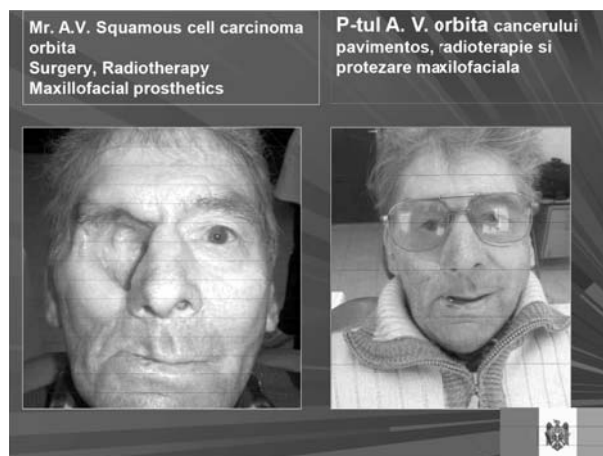 Mr. A.V. Squamous cell carcinoma
orbita
Surgery, Radiotherapy
Maxillofacial prosthetics
P-tul A. V. orbita cancerului
pavimentos, radioterapie si
protezare maxilofaciala